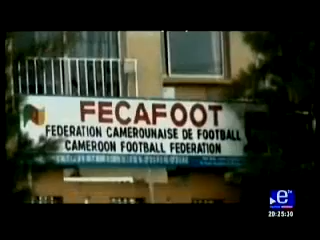 FECAFOOT
FEDERATION CAMEROUNAISE DE FOOTBALL
CAMEROON FOOTBALL FEDERATION
e
20:25:30